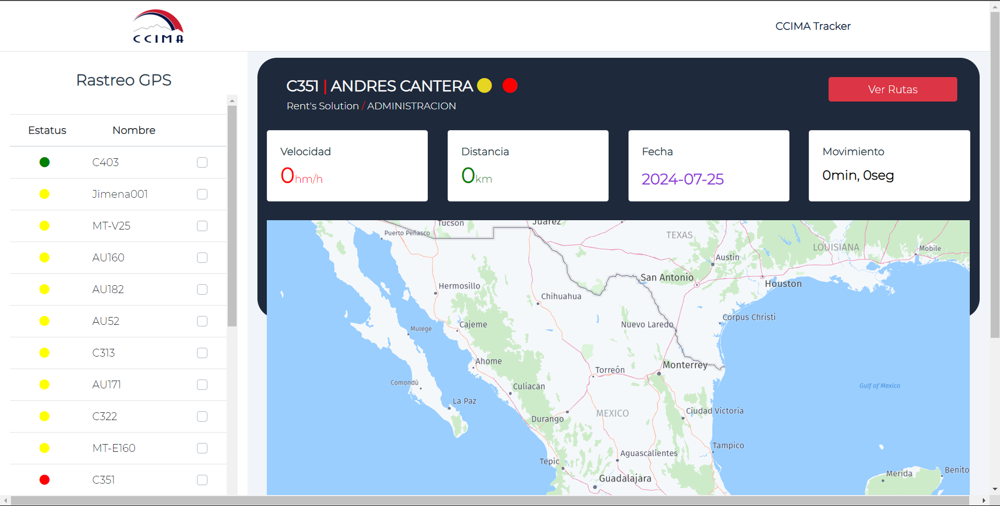 CCIMA
CCIMA Tracker
Rastreo GPS
Estatus Nombre
C403
Jimena001
MT-V25
AU160
AU182
AU52
C313
AU171
C322
MT-E160
C351
C351 | ANDRES CANTERA
Rent's Solution / ADMINISTRACION
Ver Rutas
Velocidad
0hm/h
Distancia
0km
Fecha
2024-07-25
Movimiento
0min, 0seg
Tucson
Juárez
Puerto Peñasco
TEXAS
LOUISIANA
Mobile
Austin
San Antonio
Houston
Hermosillo
Chihuahua
Corpus Christi
Nuevo Laredo
Cajeme
Mulegé
Ahome
Monterrey
Torreón
Comondú
Culiacan
Gulf of Mexico
La Paz
Ciudad Victoria
MEXICO
Durango
Tampico
Aguascalientes
Tepic
Merida
Benito
Guadalajara